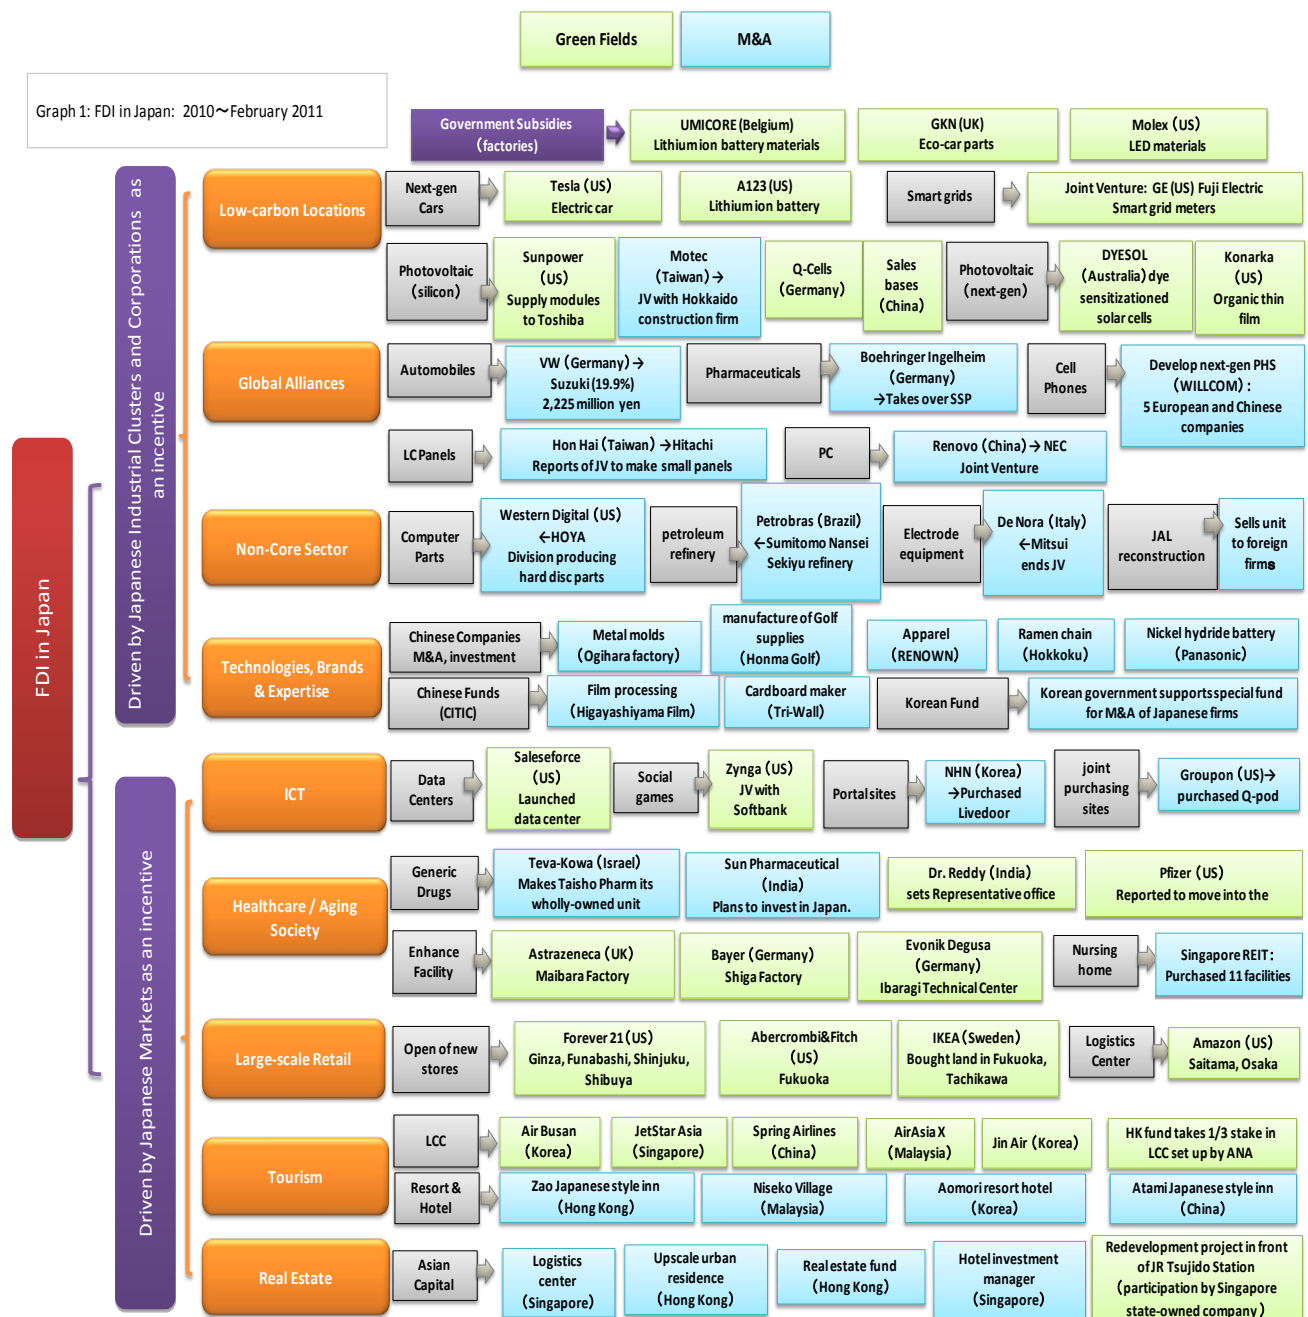 Green Fields
M&A
Graph 1: FDI in Japan: 2010～February 2011
Government Subsidies
(factories)
UMICORE (Belgium)
Lithium ion battery materials
GKN (UK)
Eco-car parts
Molex (US)
LED materials
FDI in Japan
Driven by Japanese Industrial Clusters and Corporations as
an incentive
Low-carbon Locations
Next-gen
Cars
Tesla (US)
Electric car
A123 (US)
Lithium ion battery
Smart grids
Joint Venture: GE (US) Fuji Electric
Smart grid meters
Photovoltaic
(silicon)
Sunpower
(US)
Supply modules
to Toshiba
Motec
(Taiwan)→
JV with Hokkaido
construction firm
Q-Cells
(Germany)
Sales
bases
(China)
Photovoltaic
(next-gen)
DYESOL
(Australia) dye
sensitizationed
solar cells
Konarka
(US)
Organic thin
film
Global Alliances
Automobiles
VW (Germany)→
Suzuki (19.9%)
2,225 million yen
Pharmaceuticals
Boehringer Ingelheim
(Germany)
→Takes over SSP
Cell
Phones
Develop next-gen PHS
(WILLCOM):
5 European and Chinese
companies
LC Panels
Hon Hai (Taiwan)→Hitachi
Reports of JV to make small panels
PC
Renovo (China)→NEC
Joint Venture
Non-Core Sector
Computer
Parts
Western Digital (US)
←HOYA
Division producing
hard disc parts
petroleum
refinery
Petrobras (Brazil)
←Sumitomo Nansei
Sekiyu refinery
Electrode
equipment
De Nora (Italy)
←Mitsui
ends JV
JAL
reconstruction
Sells unit
to foreign
firms
Technologies, Brands
& Expertise
Chinese Companies
M&A, investment
Metal molds
(Ogihara factory)
manufacture of Golf
supplies
(Honma Golf)
Apparel
(RENOWN)
Ramen chain
(Hokkoku)
Nickel hydride battery
(Panasonic)
Chinese Funds
(CITIC)
Film processing
(Higayashiyama Film)
Cardboard maker
(Tri-Wall)
Korean Fund
Korean government supports special fund
for M&A of Japanese firms
Driven by Japanese Markets as an incentive
ICT
Data
Centers
Saleseforce
(US)
Launched
data center
Social
games
Zynga (US)
JV with
Softbank
Portal sites
NHN (Korea)
→Purchased
Livedoor
joint
purchasing
sites
Groupon (US)→
purchased Q-pod
Healthcare / Aging
Society
Generic
Drugs
Teva-Kowa (Israel)
Makes Taisho Pharm its
wholly-owned unit
Sun Pharmaceutical
(India)
Plans to invest in Japan.
Dr. Reddy (India)
sets Representative office
Pfizer (US)
Reported to move into the
Enhance
Facility
Astrazeneca (UK)
Maibara Factory
Bayer (Germany)
Shiga Factory
Evonik Degusa
(Germany)
Ibaragi Technical Center
Nursing
home
Singapore REIT:
Purchased 11 facilities
Large-scale Retail
Open of new
stores
Forever 21 (US)
Ginza, Funabashi, Shinjuku,
Shibuya
Abercrombi&Fitch
(US)
Fukuoka
IKEA (Sweden)
Bought land in Fukuoka,
Tachikawa
Logistics
Center
Amazon (US)
Saitama, Osaka
Tourism
LCC
Air Busan
(Korea)
JetStar Asia
(Singapore)
Spring Airlines
(China)
AirAsia X
(Malaysia)
Jin Air (Korea)
HK fund takes 1/3 stake in
LCC set up by ANA
Resort &
Hotel
Zao Japanese style inn
(Hong Kong)
Niseko Village
(Malaysia)
Aomori resort hotel
(Korea)
Atami Japanese style inn
(China)
Real Estate
Asian
Capital
Logistics
center
(Singapore)
Upscale urban
residence
(Hong Kong)
Real estate fund
(Hong Kong)
Hotel investment
manager
(Singapore)
Redevelopment project in front
of JR Tsujido Station
(participation by Singapore
state-owned company)